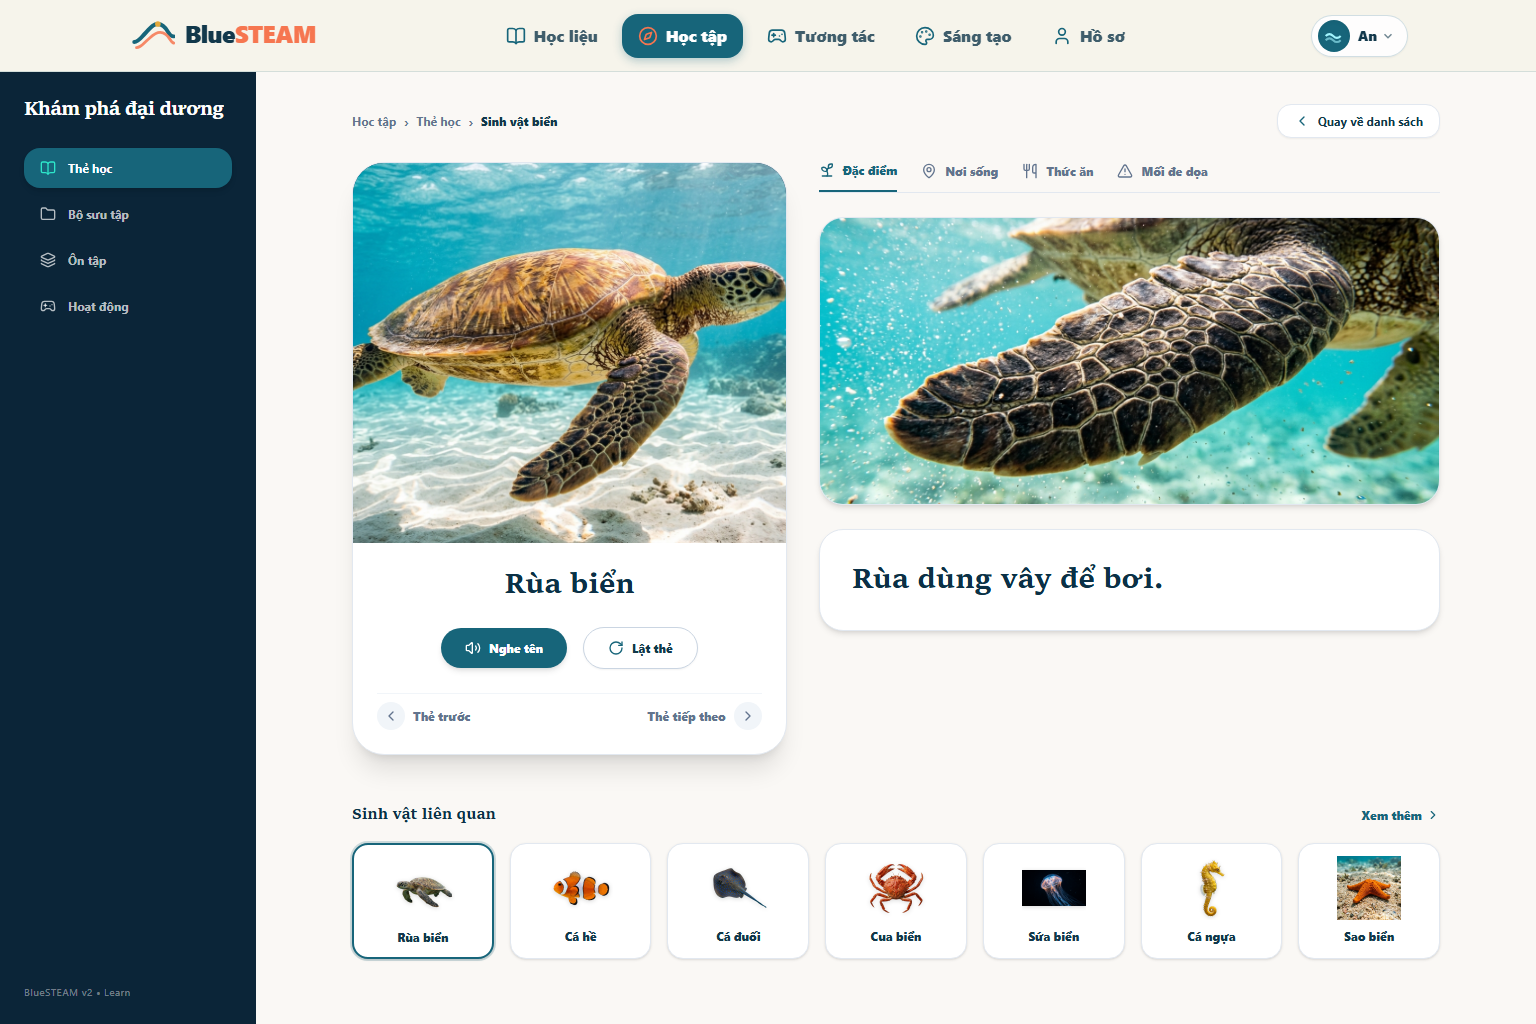 BlueSTEAM
Học liệu
Học tập
Tương tác
Sáng tạo
Hồ sơ
An
Khám phá đại dương
Thẻ học
Bộ sưu tập
Ôn tập
Hoạt động
BlueSTEAM v2 • Learn
Học tập › Thẻ học › Sinh vật biển
Quay về danh sách
Rùa biển
Nghe tên
Lật thẻ
Thẻ trước
Thẻ tiếp theo
Đặc điểm
Nơi sống
Thức ăn
Mối đe dọa
Rùa dùng vây để bơi.
Sinh vật liên quan
Xem thêm
Rùa biển
Cá hề
Cá đuối
Cua biển
Sứa biển
Cá ngựa
Sao biển